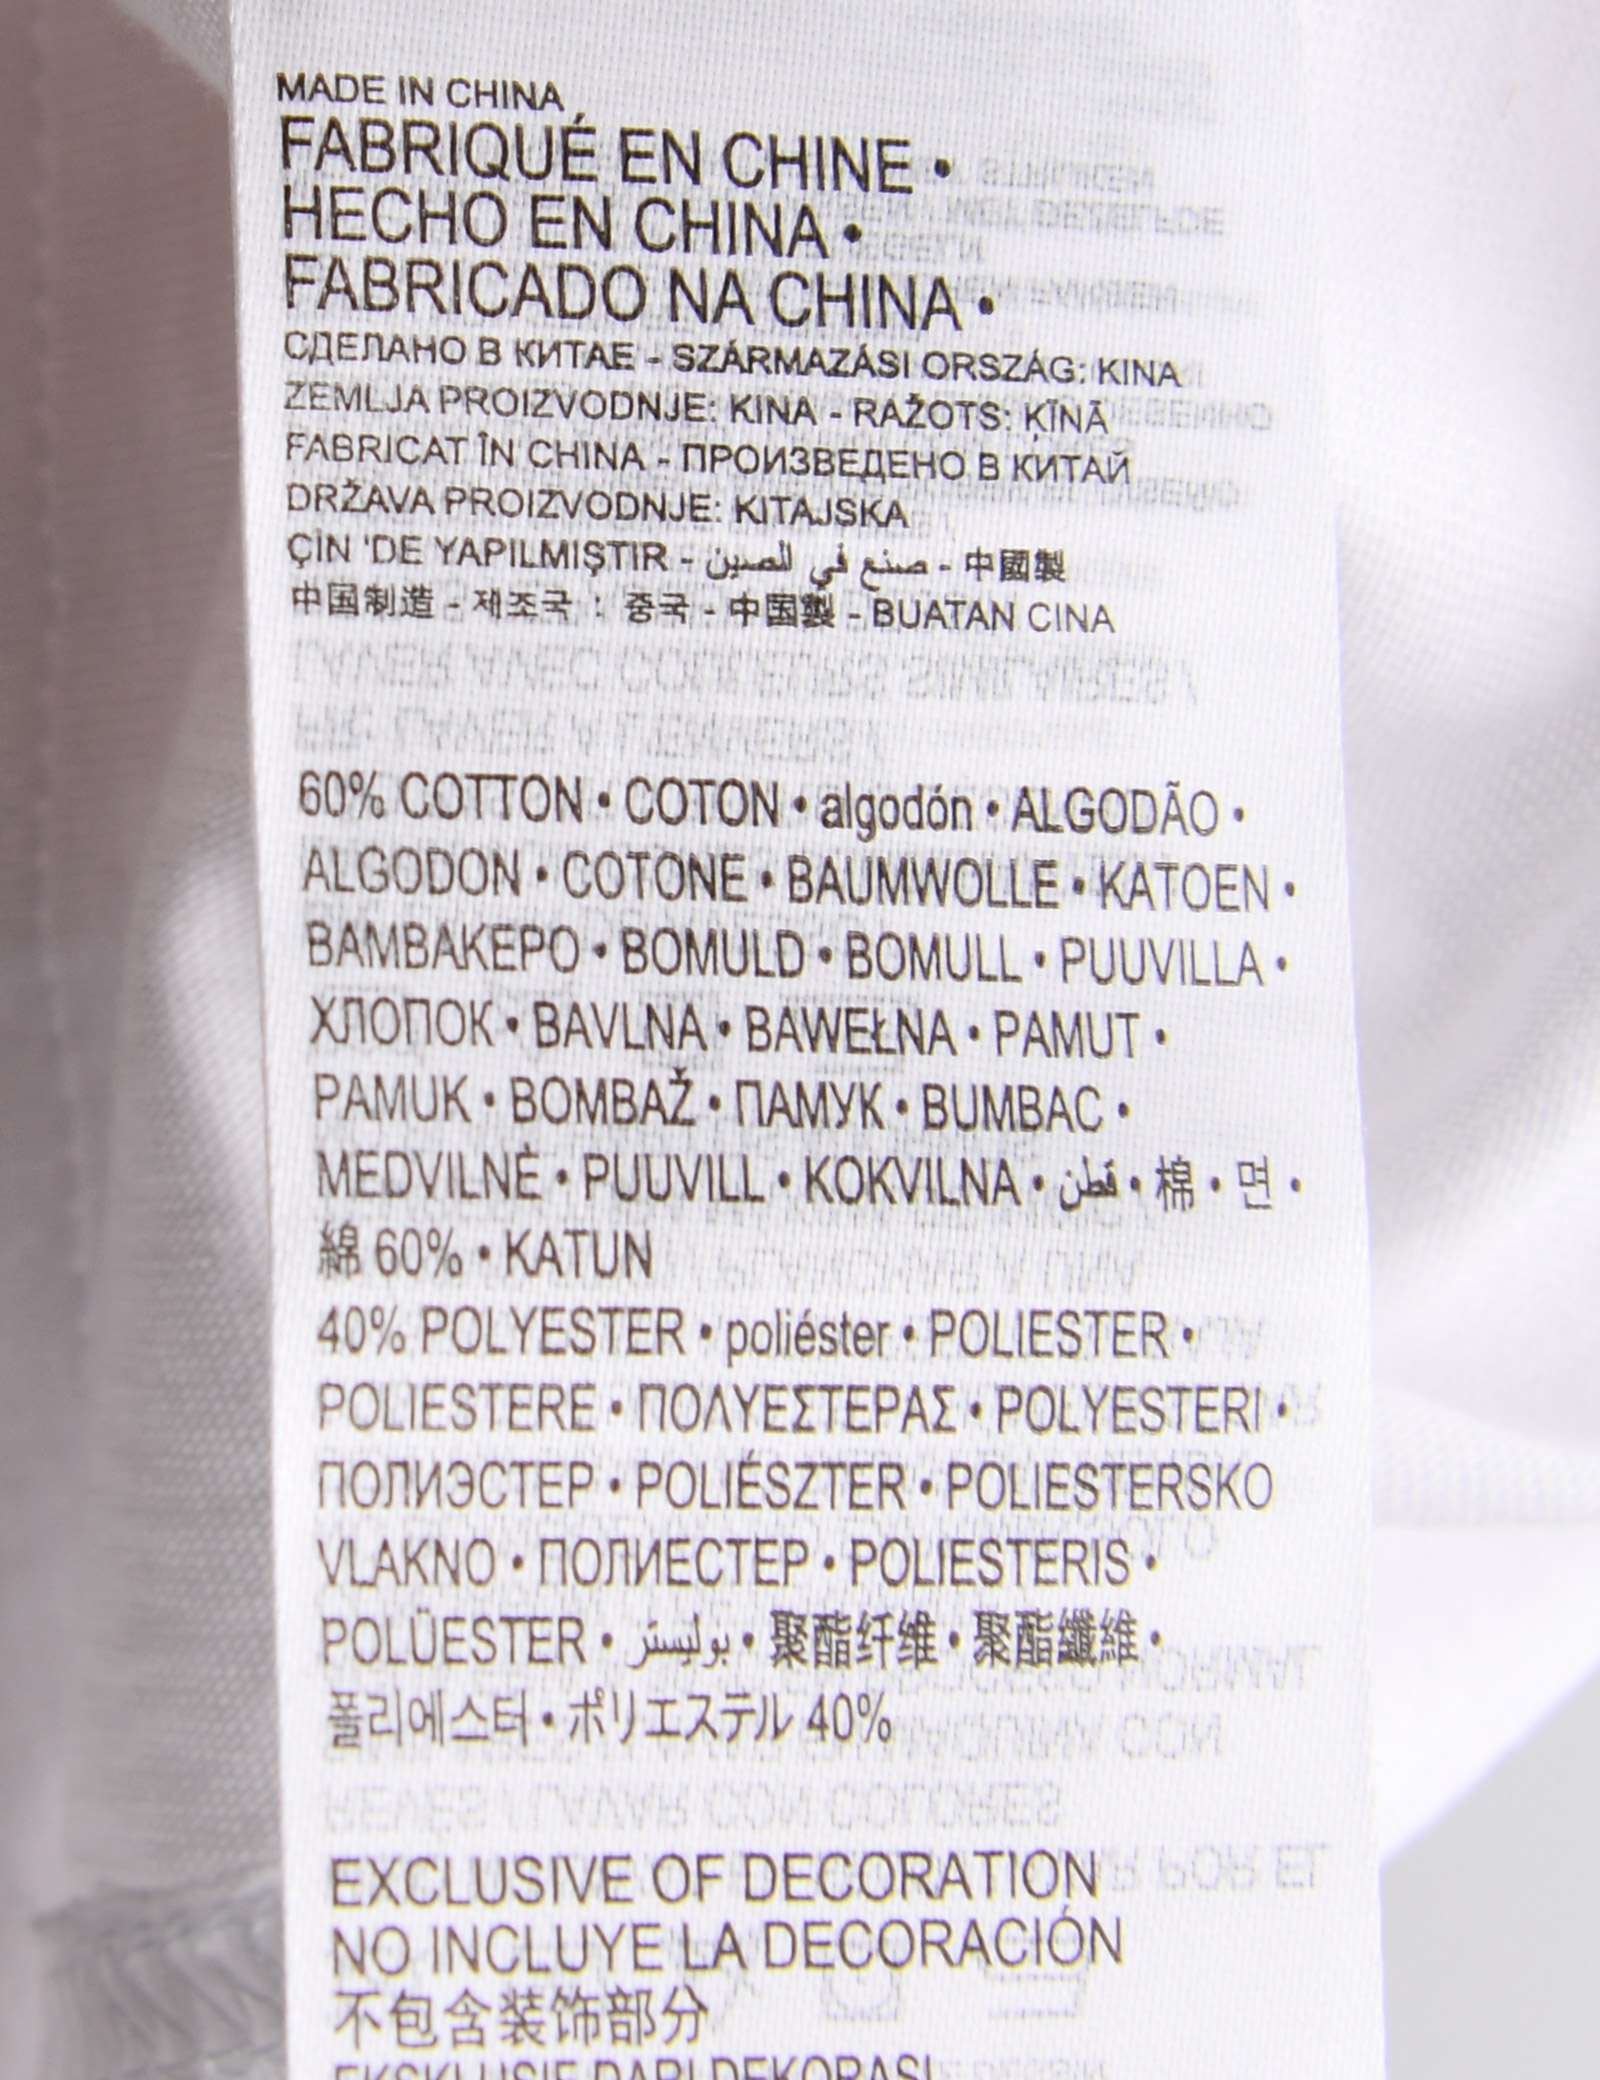 MADE IN CHINA
FABRIQUÉ EN CHINE •
HECHO EN CHINA •
FABRICADO NA CHINA •
СДЕЛАНО В КИТАЕ - SZÁRMAZÁSI ORSZÁG: KINA
ZEMLJA PROIZVODNJE: KINA - RAŽOTS: ĶĪNĀ
FABRICAT ÎN CHINA - ПРОИЗВЕДЕНО В КИТАЙ
DRŽAVA PROIZVODNJE: KITAJSKA
ÇİN 'DE YAPILMIŞTIR - صنع في الصين - 中國製
中国制造 - 제조국 : 중국 - 中国製 - BUATAN CINA
60% COTTON • COTON • algodón • ALGODÃO •
ALGODON • COTONE • BAUMWOLLE • KATOEN •
ΒΑΜΒΑΚΕΡΟ • BOMULD • BOMULL • PUUVILLA •
ХЛОПОК • BAVLNA • BAWEŁNA • PAMUT •
PAMUK • BOMBAŽ • ПАМУК • BUMBAC •
MEDVILNĖ • PUUVILL • KOKVILNA • قطن • 棉 • 면 •
綿 60% • KATUN
40% POLYESTER • poliéster • POLIESTER •
POLIESTERE • ΠΟΛΥΕΣΤΕΡΑΣ • POLYESTERI •
ПОЛИЭСТЕР • POLIÉSZTER • POLIESTERSKO
VLAKNO • ПОЛИЕСТЕР • POLIESTERIS •
POLÜESTER • بوليستر • 聚酯纤维 • 聚酯纖維 •
폴리에스터 • ポリエステル 40%
EXCLUSIVE OF DECORATION
NO INCLUYE LA DECORACIÓN
不包含装饰部分
EKSKLUSIF DARI DEKORASI